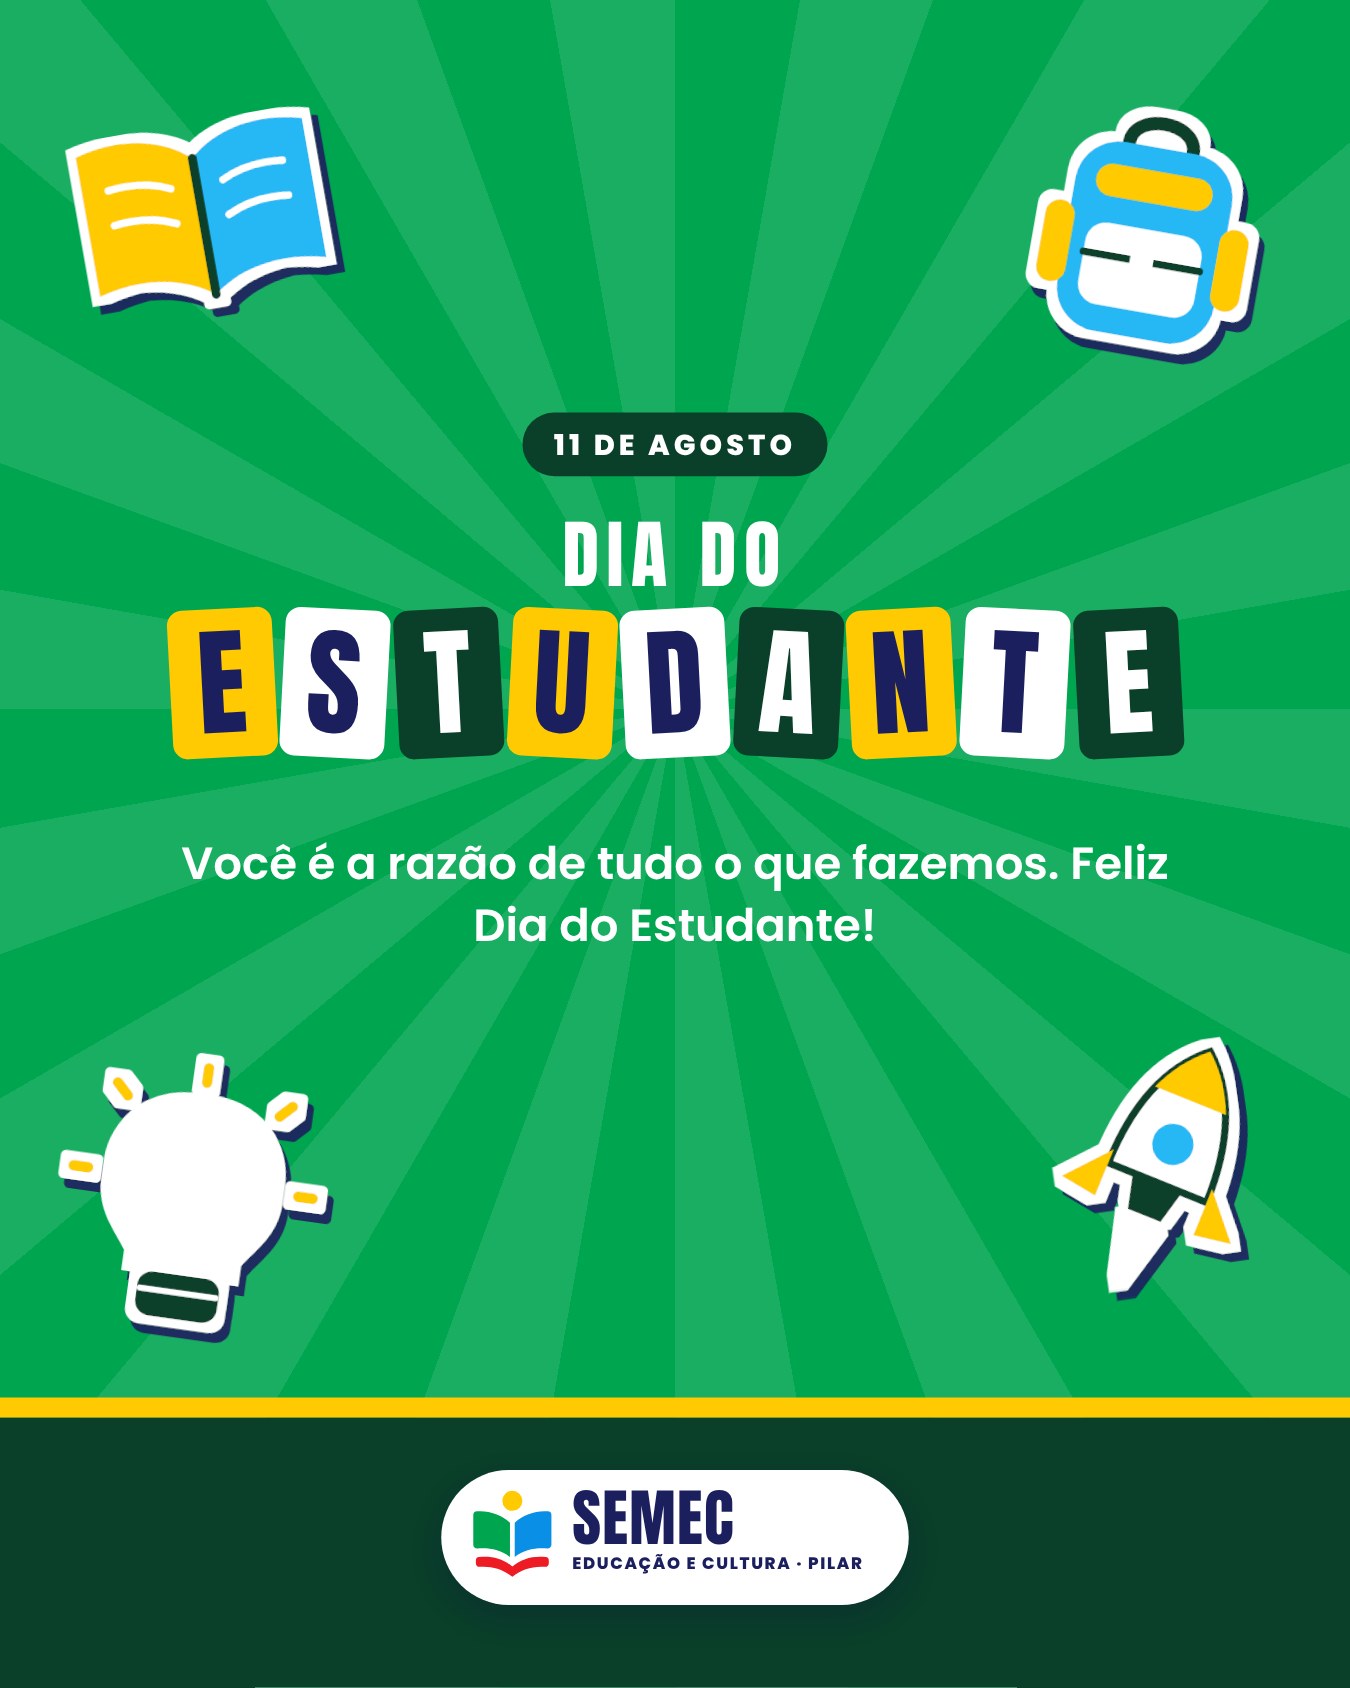 11 DE AGOSTO
DIA DO
ESTUDANTE
Você é a razão de tudo o que fazemos. Feliz
Dia do Estudante!
SEMEC
EDUCAÇÃO E CULTURA · PILAR